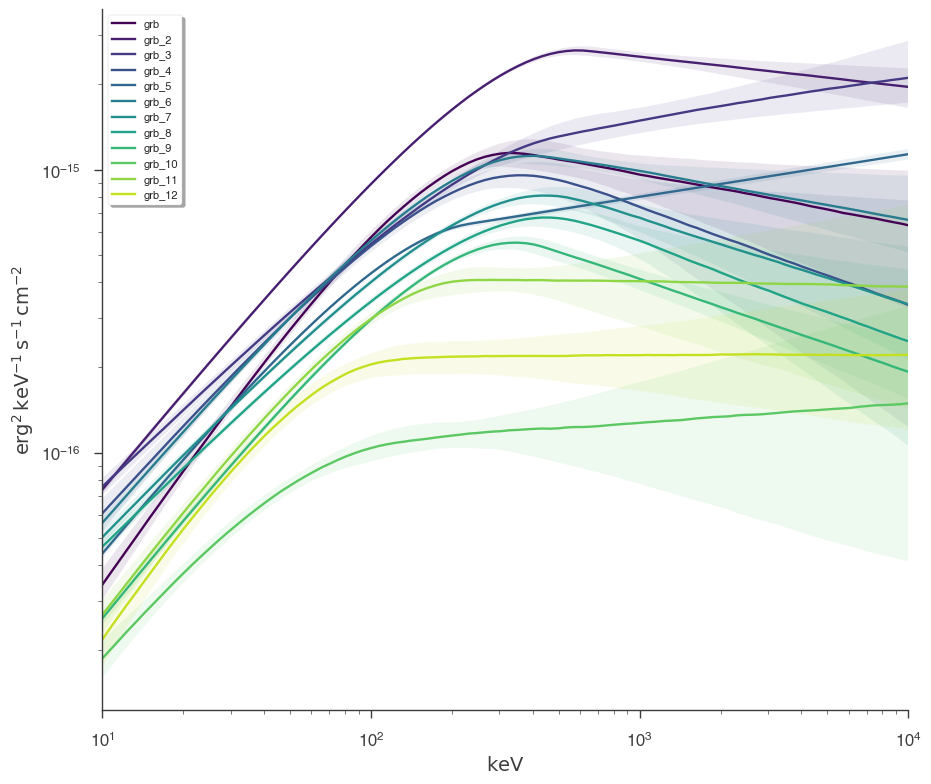 grb
grb_2
grb_3
grb_4
grb_5
grb_6
grb_7
grb_8
grb_9
grb_10
grb_11
grb_12
10⁻¹⁵
10⁻¹⁶
erg² keV⁻¹ s⁻¹ cm⁻²
10¹ 10² 10³ 10⁴
keV